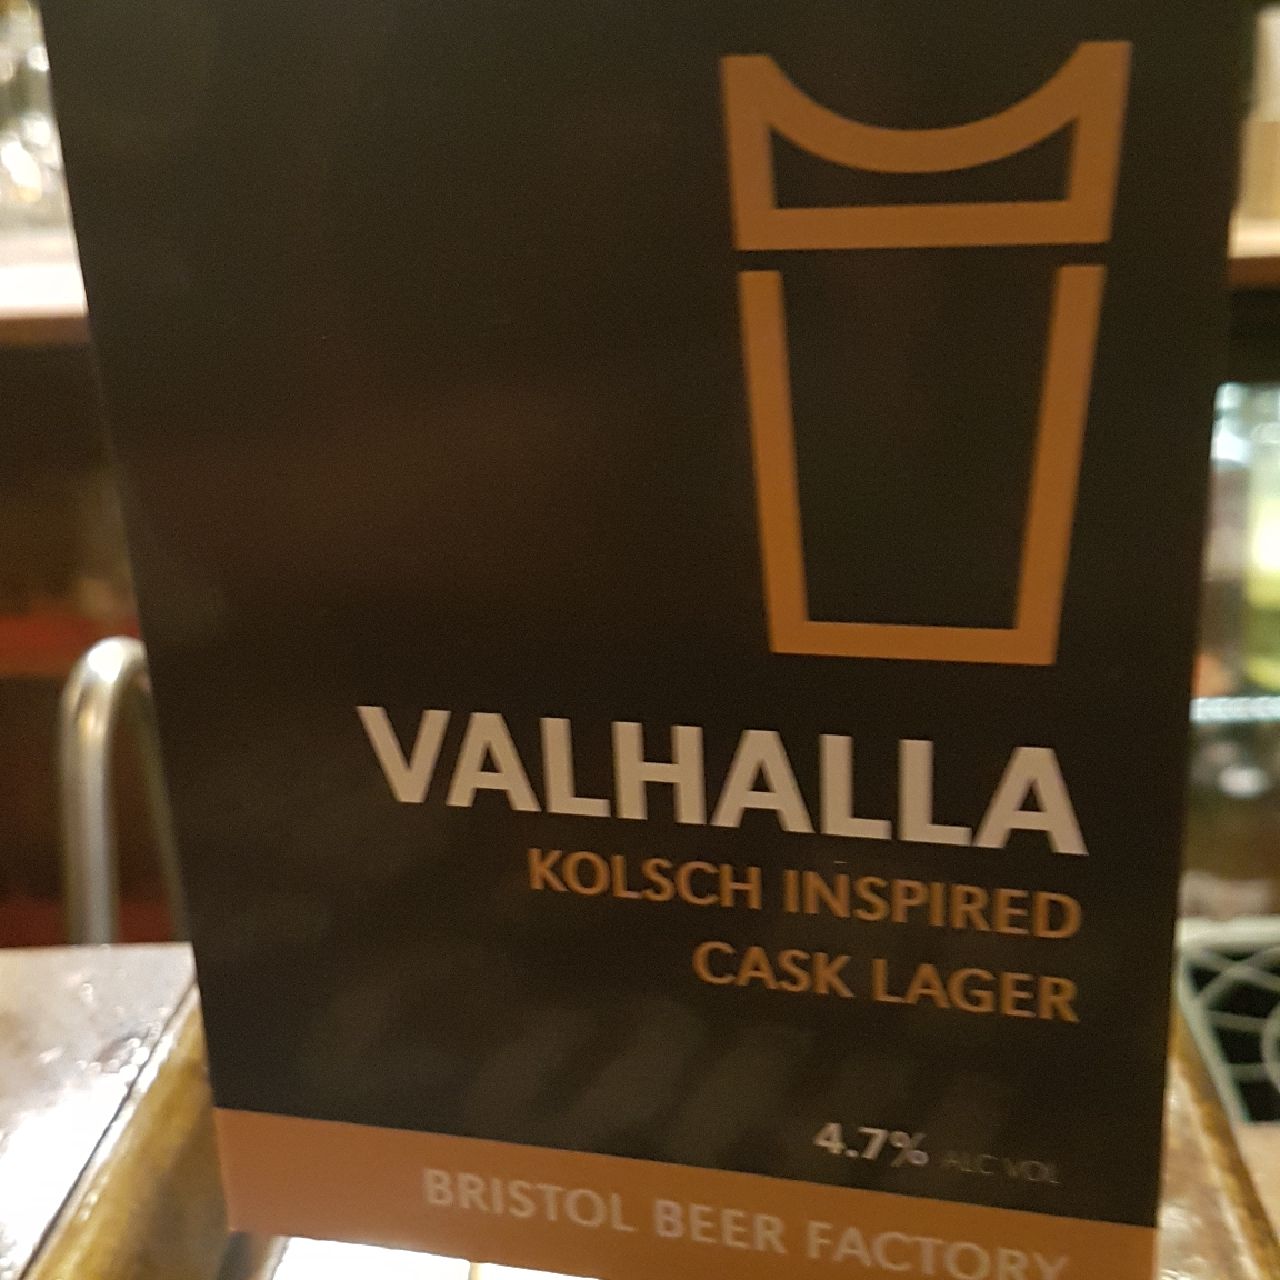 VALHALLA
KOLSCH INSPIRED
CASK LAGER
4.7% ALC VOL
BRISTOL BEER FACTORY